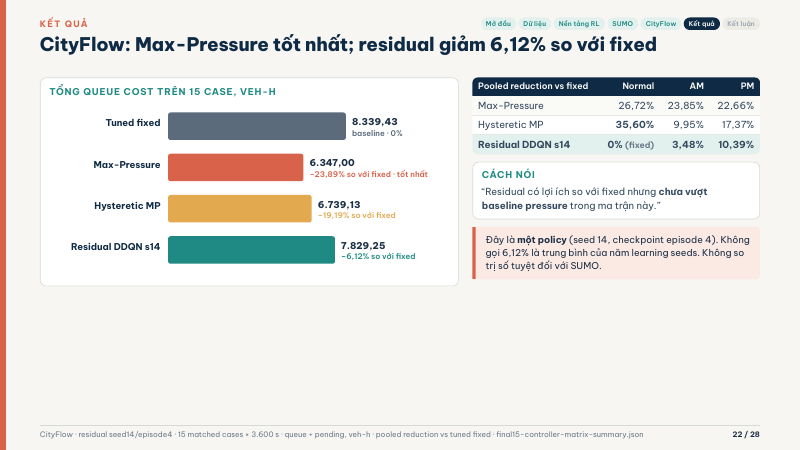 KẾT QUẢ
Mở đầu Dữ liệu Nền tảng RL SUMO CityFlow Kết quả Kết luận
CityFlow: Max-Pressure tốt nhất; residual giảm 6,12% so với fixed
TỔNG QUEUE COST TRÊN 15 CASE, VEH-H
Tuned fixed
8.339,43
baseline · 0%
Max-Pressure
6.347,00
−23,89% so với fixed · tốt nhất
Hysteretic MP
6.739,13
−19,19% so với fixed
Residual DDQN s14
7.829,25
−6,12% so với fixed
Pooled reduction vs fixed Normal AM PM
Max-Pressure 26,72% 23,85% 22,66%
Hysteretic MP 35,60% 9,95% 17,37%
Residual DDQN s14 0% (fixed) 3,48% 10,39%
CÁCH NÓI
“Residual có lợi ích so với fixed nhưng chưa vượt
baseline pressure trong ma trận này.”
Đây là một policy (seed 14, checkpoint episode 4). Không
gọi 6,12% là trung bình của năm learning seeds. Không so
trị số tuyệt đối với SUMO.
CityFlow · residual seed14/episode4 · 15 matched cases × 3.600 s · queue + pending, veh-h · pooled reduction vs tuned fixed · final15-controller-matrix-summary.json
22 / 28